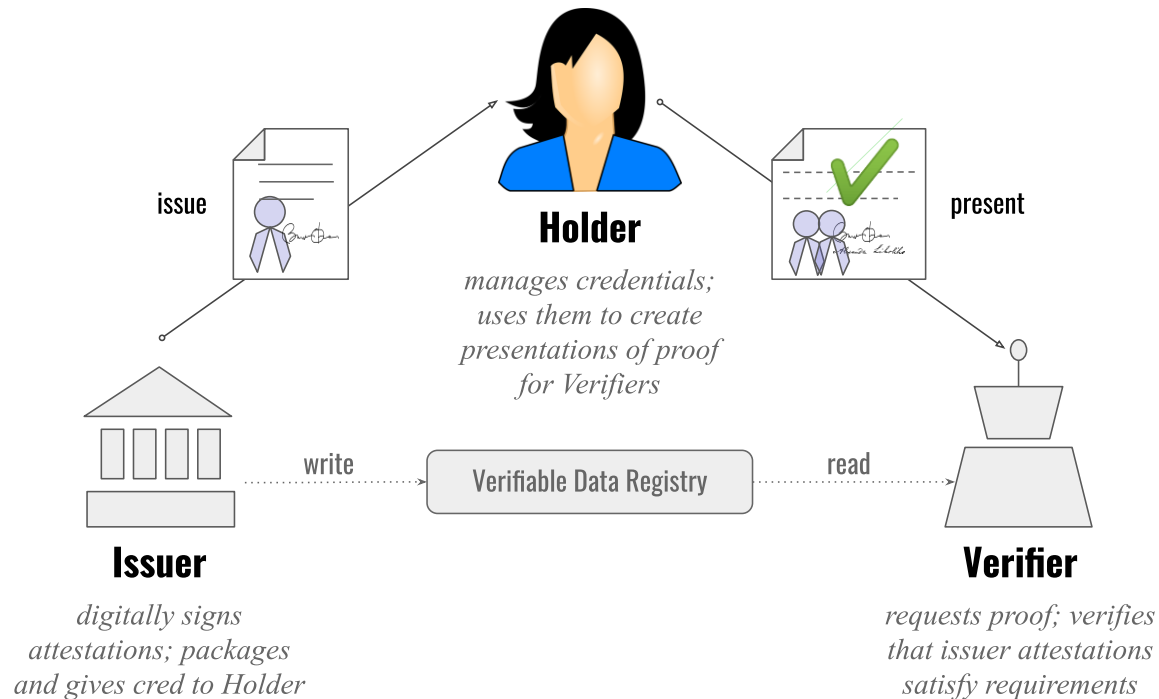 issue
present
Holder
manages credentials;
uses them to create
presentations of proof
for Verifiers
write
Verifiable Data Registry
read
Issuer
digitally signs
attestations; packages
and gives cred to Holder
Verifier
requests proof; verifies
that issuer attestations
satisfy requirements